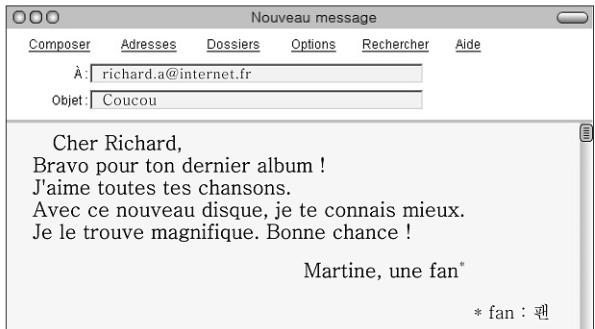 Nouveau message
Composer Adresses Dossiers Options Rechercher Aide
À : richard.a@internet.fr
Objet : Coucou
Cher Richard,
Bravo pour ton dernier album !
J'aime toutes tes chansons.
Avec ce nouveau disque, je te connais mieux.
Je le trouve magnifique. Bonne chance !
Martine, une fan*
* fan : 팬